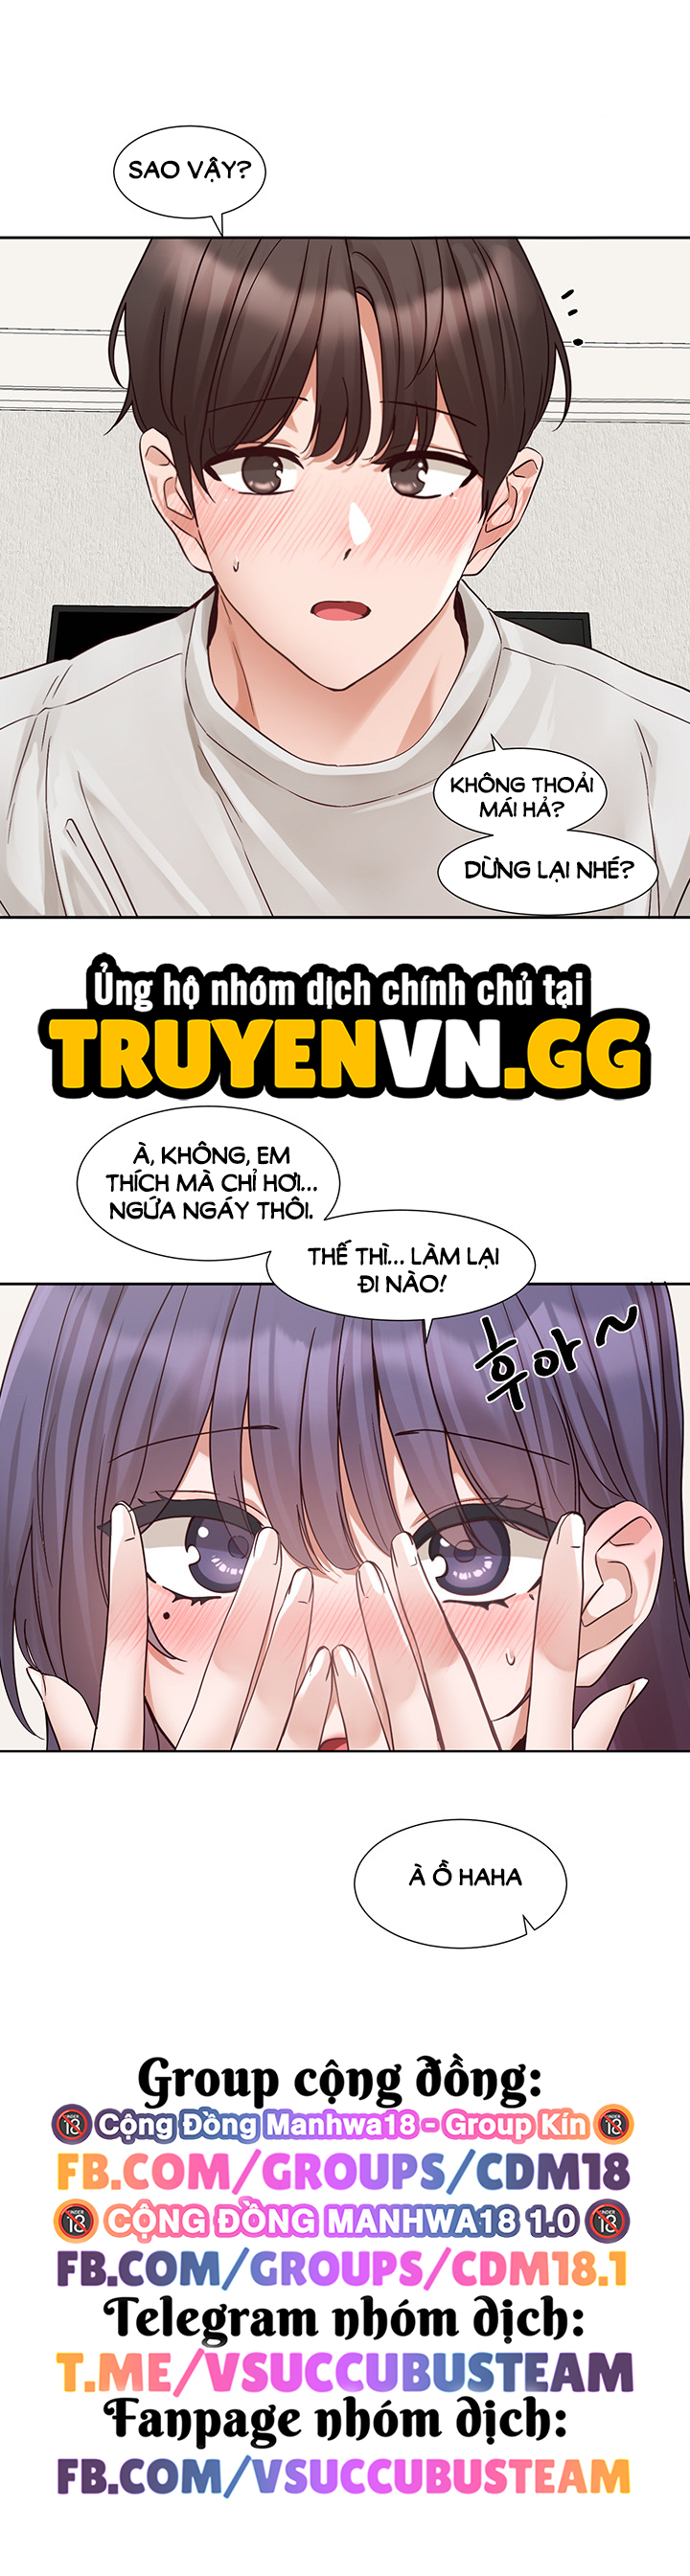 SAO VẬY?
KHÔNG THOẢI
MÁI HẢ?
DỪNG LẠI NHÉ?
Ủng hộ nhóm dịch chính chủ tại
TRUYENVN.GG
À, KHÔNG, EM
THÍCH MÀ CHỈ HƠI...
NGỨA NGÁY THÔI.
THẾ THÌ... LÀM LẠI
ĐI NÀO!
후아~
À Ồ HAHA
Group cộng đồng:
Cộng Đồng Manhwa18 - Group Kín
FB.COM/GROUPS/CDM18
CỘNG ĐỒNG MANHWA18 1.0
FB.COM/GROUPS/CDM18.1
Telegram nhóm dịch:
T.ME/VSUCCUBUSTEAM
Fanpage nhóm dịch:
FB.COM/VSUCCUBUSTEAM